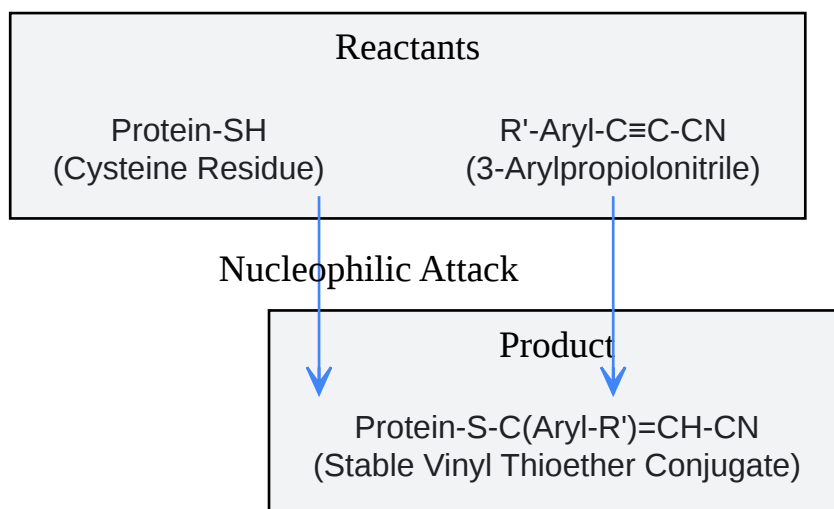 Reactants
Protein-SH
(Cysteine Residue)
R'-Aryl-C≡C-CN
(3-Arylpropiolonitrile)
Nucleophilic Attack
Product
Protein-S-C(Aryl-R')=CH-CN
(Stable Vinyl Thioether Conjugate)